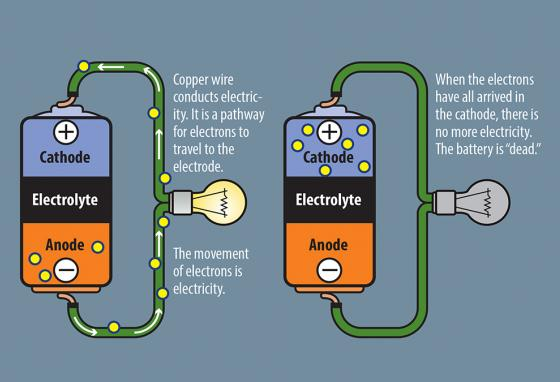 Copper wire
conducts electric-
ity. It is a pathway
for electrons to
travel to the
electrode.
+
Cathode
Electrolyte
Anode
−
The movement
of electrons is
electricity.
When the electrons
have all arrived in
the cathode, there is
no more electricity.
The battery is “dead.”
+
Cathode
Electrolyte
Anode
−